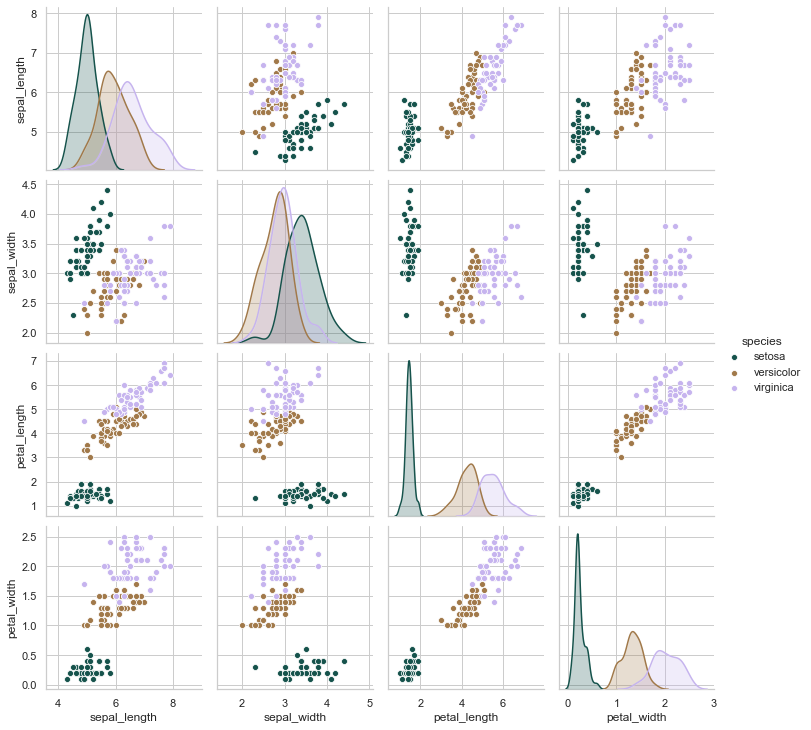 sepal_length
8
7
6
5
sepal_width
4.5
4.0
3.5
3.0
2.5
2.0
petal_length
7
6
5
4
3
2
1
petal_width
2.5
2.0
1.5
1.0
0.5
0.0
4 6 8
sepal_length
2 3 4 5
sepal_width
2 4 6
petal_length
0 1 2 3
petal_width
species
setosa
versicolor
virginica